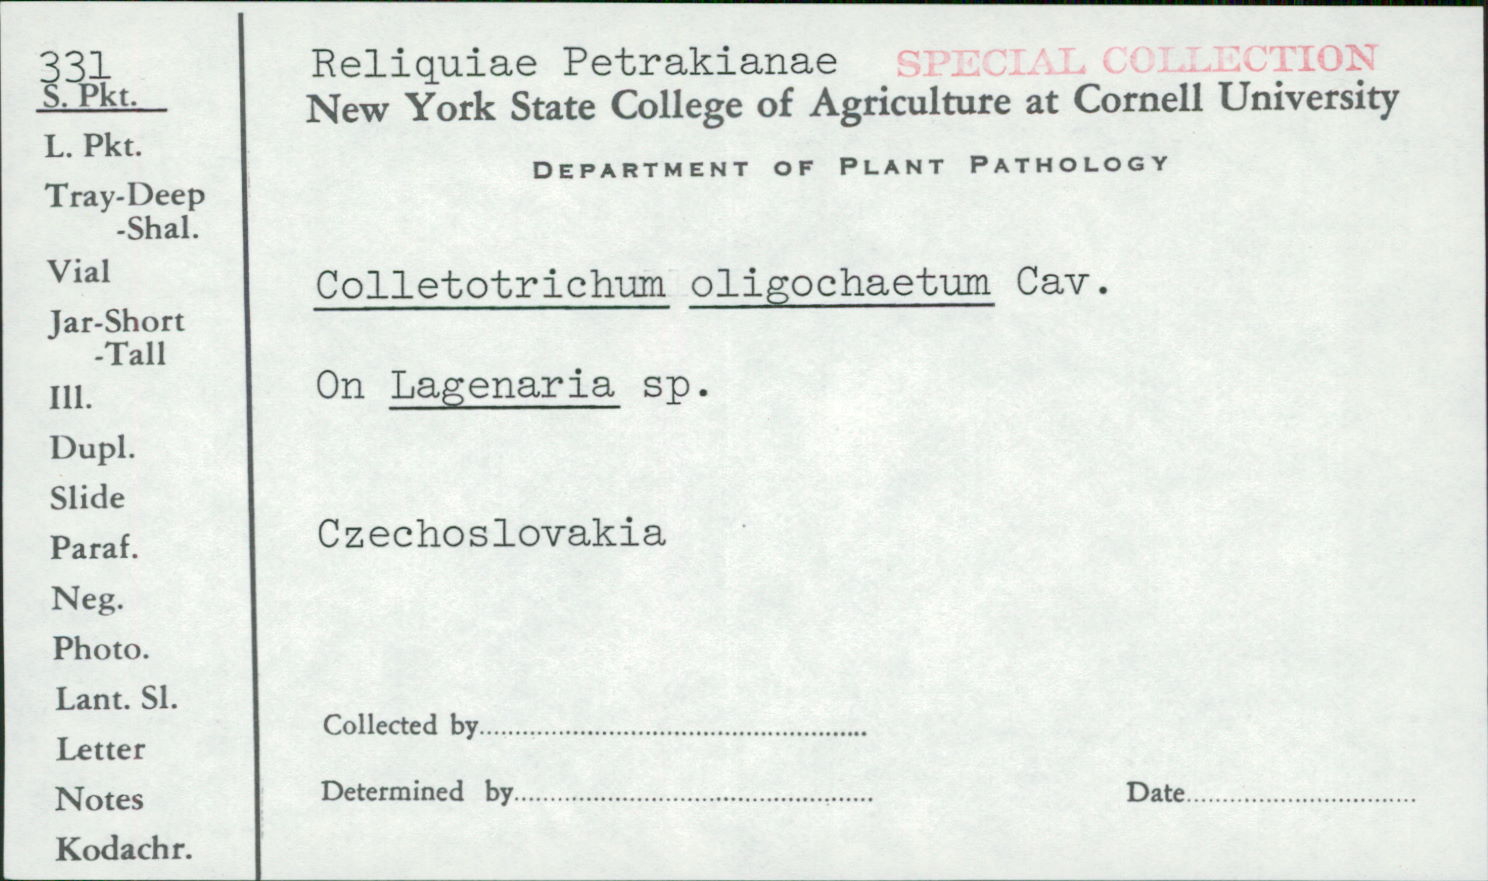 331
S. Pkt.
L. Pkt.
Tray-Deep
-Shal.
Vial
Jar-Short
-Tall
Ill.
Dupl.
Slide
Paraf.
Neg.
Photo.
Lant. Sl.
Letter
Notes
Kodachr.
Reliquiae Petrakianae SPECIAL COLLECTION
New York State College of Agriculture at Cornell University
DEPARTMENT OF PLANT PATHOLOGY
Colletotrichum oligochaetum Cav.
On Lagenaria sp.
Czechoslovakia
Collected by
Determined by Date